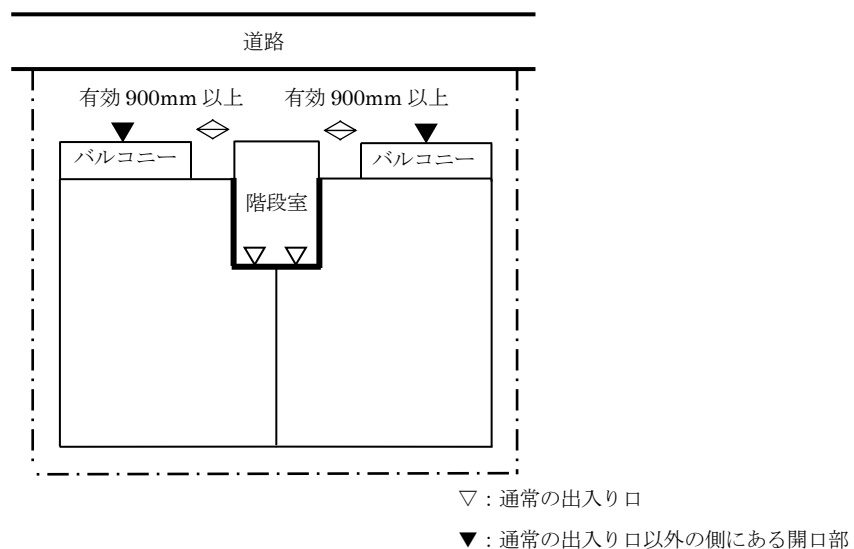 道路
有効 900mm 以上 有効 900mm 以上
バルコニー バルコニー
階段室
▽：通常の出入り口
▼：通常の出入り口以外の側にある開口部